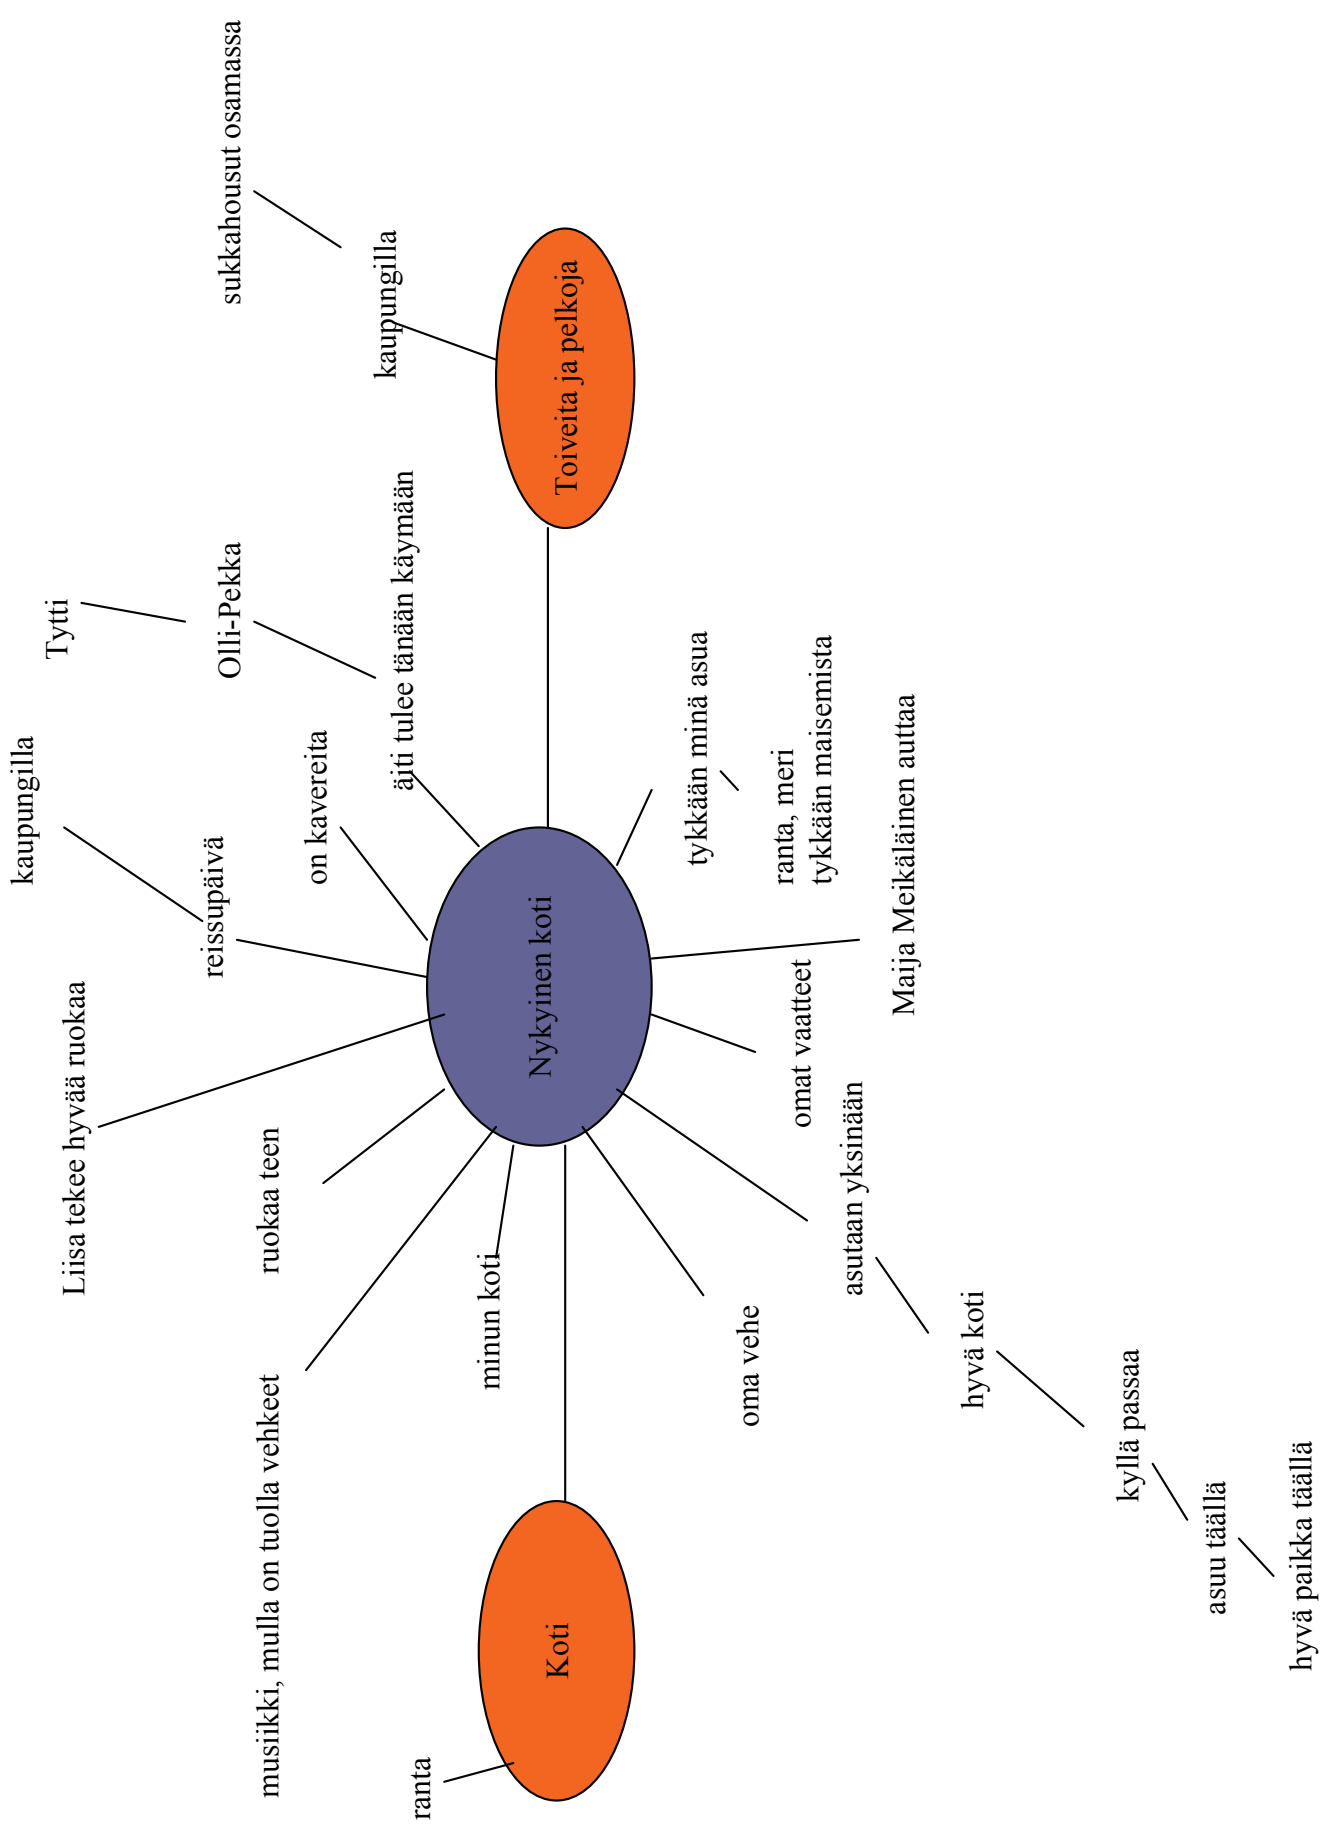 sukkahousut osamassa
Tytti
kaupungilla
Olli-Pekka
kaupungilla
Liisa tekee hyvää ruokaa
reissupäivä
on kavereita
äiti tulee tänään käymään
ruokaa teen
musiikki, mulla on tuolla vehkeet
minun koti
ranta
Koti
Nykyinen koti
Toiveita ja pelkoja
tykkään minä asua
ranta, meri
tykkään maisemista
oma vehe
omat vaatteet
Maija Meikäläinen auttaa
asutaan yksinään
hyvä koti
kyllä passaa
asuu täällä
hyvä paikka täällä